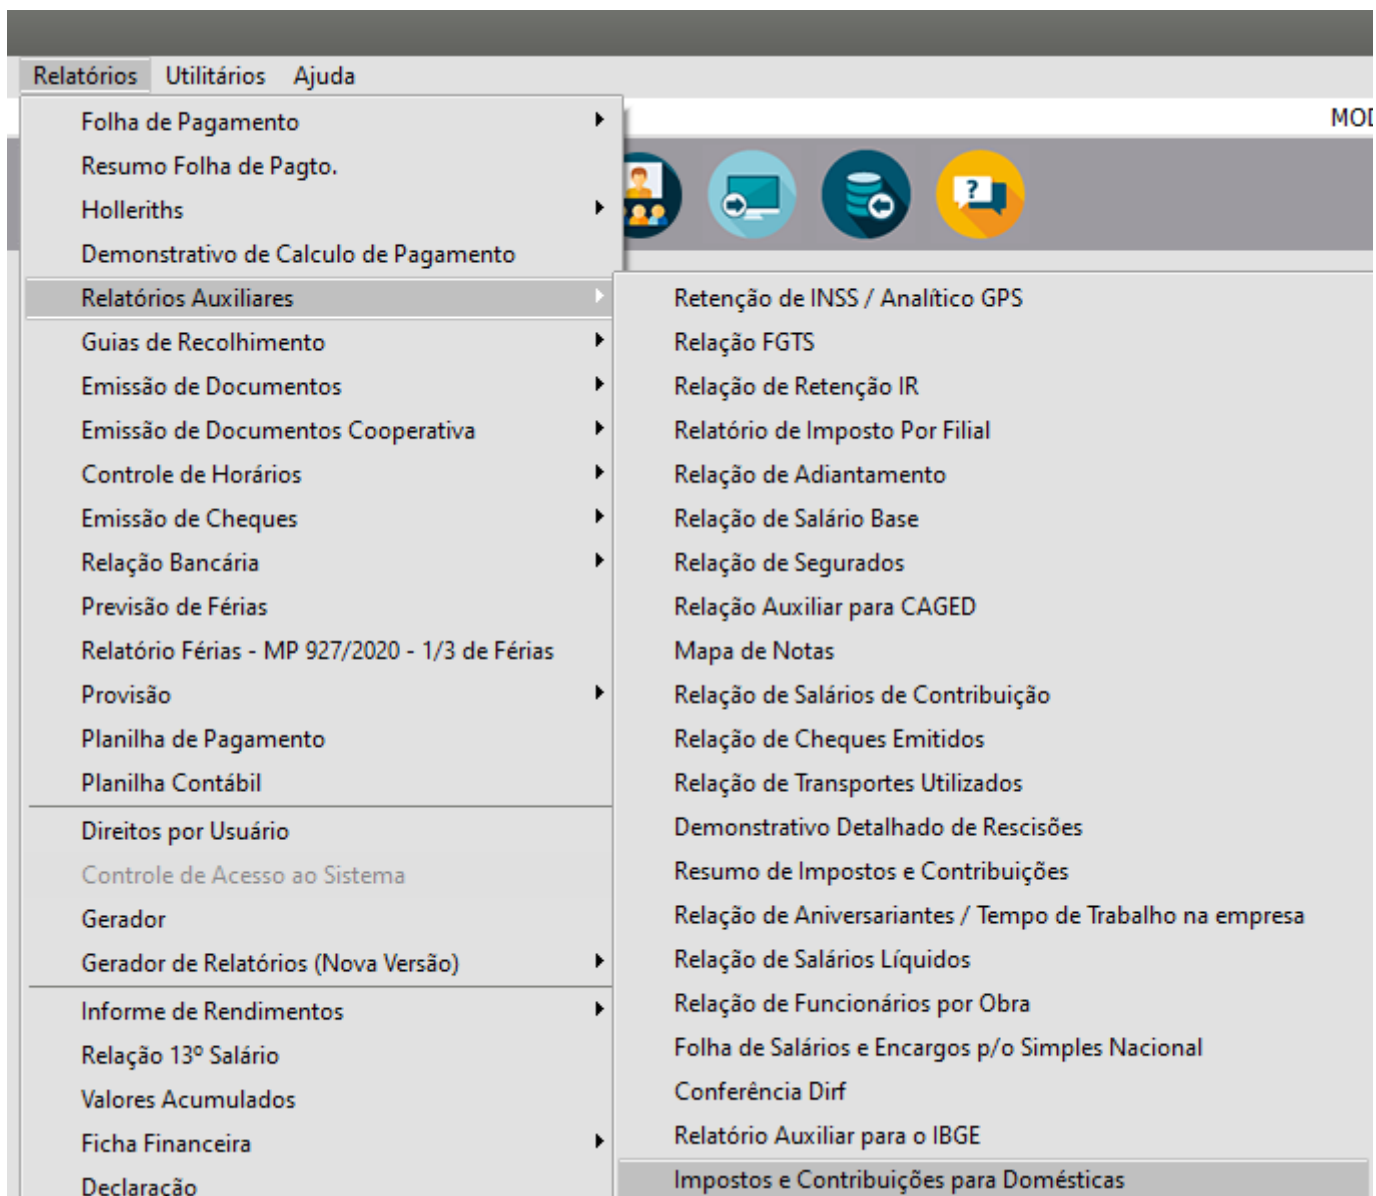 Relatórios Utilitários Ajuda
MOD
Folha de Pagamento
Resumo Folha de Pagto.
Holleriths
Demonstrativo de Calculo de Pagamento
Relatórios Auxiliares
Guias de Recolhimento
Emissão de Documentos
Emissão de Documentos Cooperativa
Controle de Horários
Emissão de Cheques
Relação Bancária
Previsão de Férias
Relatório Férias - MP 927/2020 - 1/3 de Férias
Provisão
Planilha de Pagamento
Planilha Contábil
Direitos por Usuário
Controle de Acesso ao Sistema
Gerador
Gerador de Relatórios (Nova Versão)
Informe de Rendimentos
Relação 13º Salário
Valores Acumulados
Ficha Financeira
Declaração
?
Retenção de INSS / Analítico GPS
Relação FGTS
Relação de Retenção IR
Relatório de Imposto Por Filial
Relação de Adiantamento
Relação de Salário Base
Relação de Segurados
Relação Auxiliar para CAGED
Mapa de Notas
Relação de Salários de Contribuição
Relação de Cheques Emitidos
Relação de Transportes Utilizados
Demonstrativo Detalhado de Rescisões
Resumo de Impostos e Contribuições
Relação de Aniversariantes / Tempo de Trabalho na empresa
Relação de Salários Líquidos
Relação de Funcionários por Obra
Folha de Salários e Encargos p/o Simples Nacional
Conferência Dirf
Relatório Auxiliar para o IBGE
Impostos e Contribuições para Domésticas